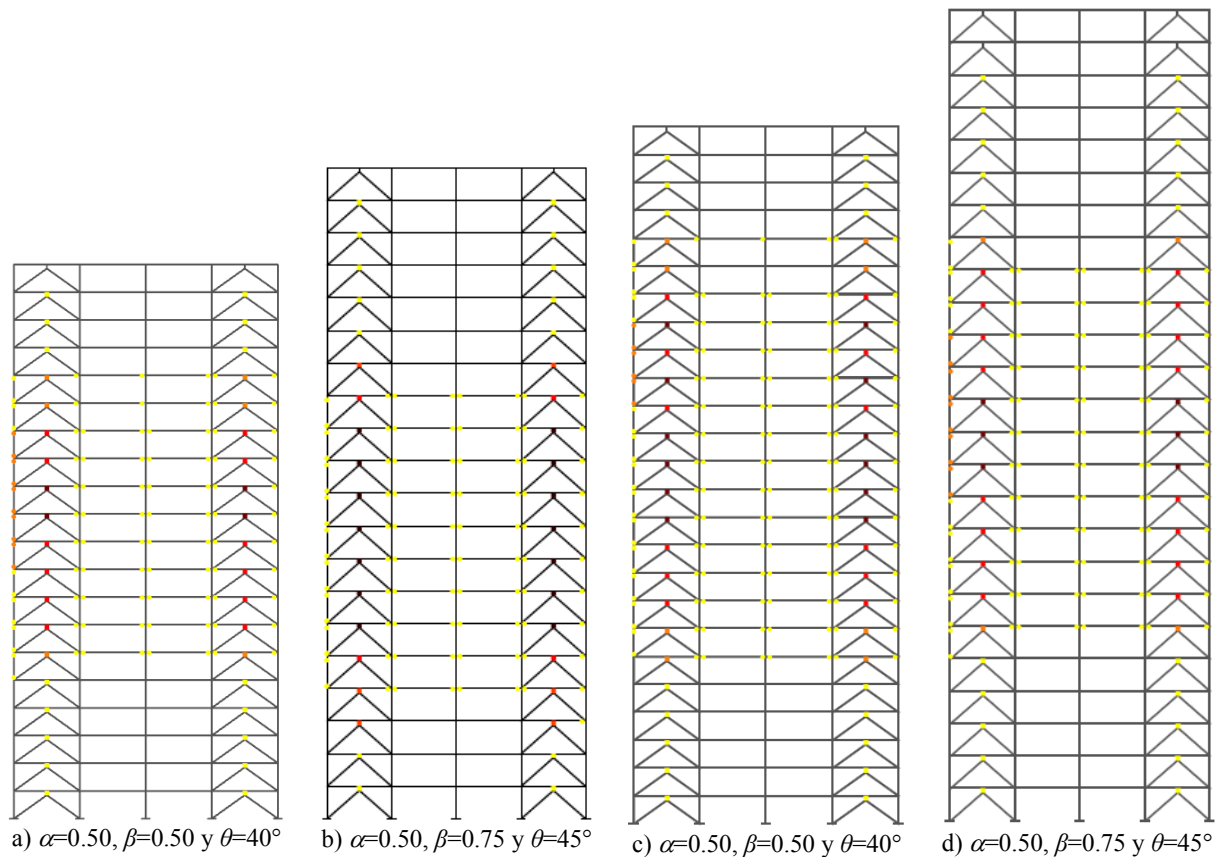 a) α=0.50, β=0.50 y θ=40°
b) α=0.50, β=0.75 y θ=45°
c) α=0.50, β=0.50 y θ=40°
d) α=0.50, β=0.75 y θ=45°